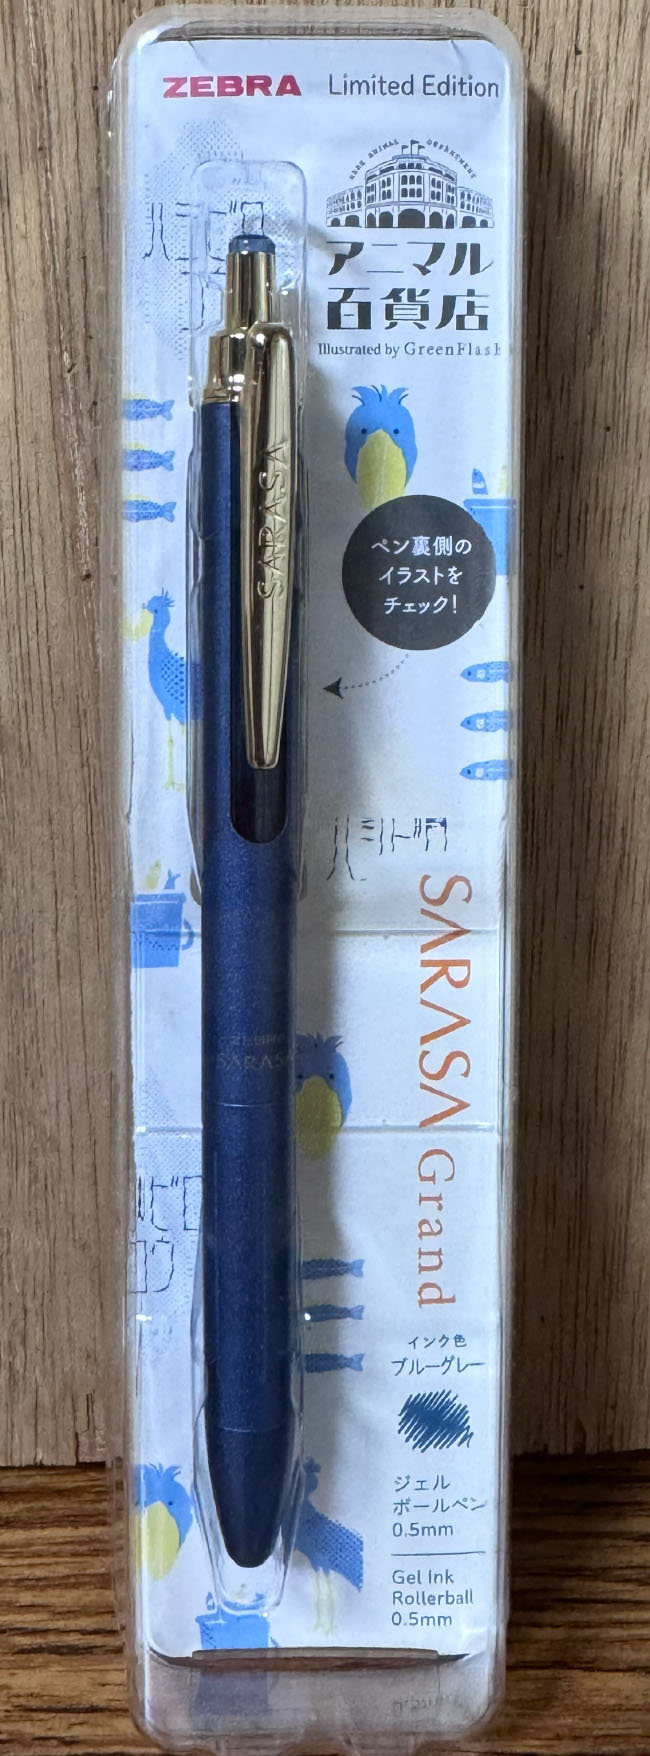 ZEBRA Limited Edition
アニマル
百貨店
Illustrated by GreenFlash
SARASA
ペン裏側の
イラストを
チェック!
ZEBRA
SARASA
SARASA Grand
インク色
ブルーグレー
ジェル
ボールペン
0.5mm
Gel Ink
Rollerball
0.5mm